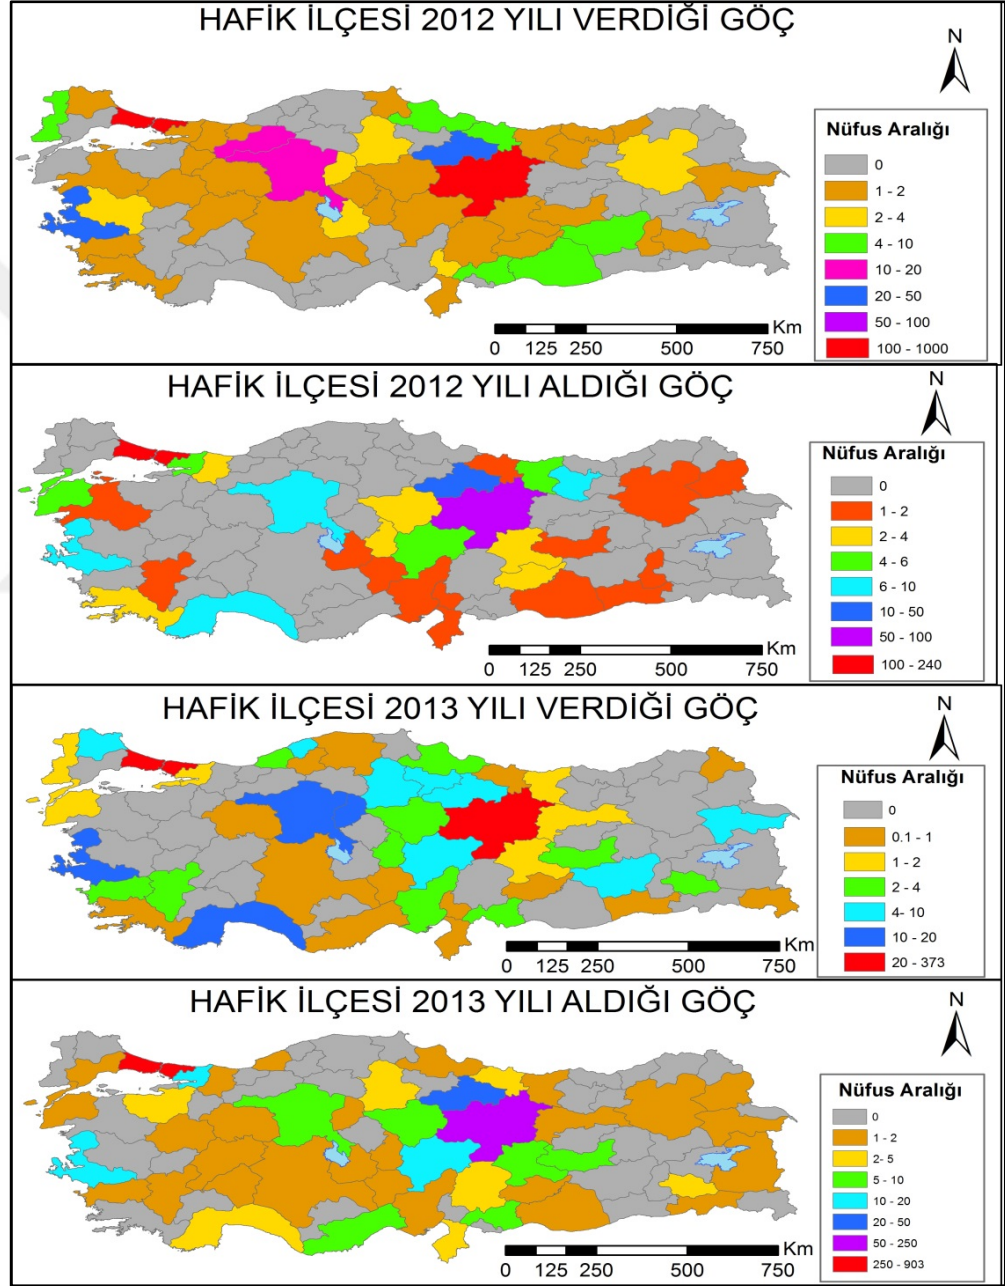 HAFİK İLÇESİ 2012 YILI VERDİĞİ GÖÇ
N
Nüfus Aralığı
0
1 - 2
2 - 4
4 - 10
10 - 20
20 - 50
50 - 100
100 - 1000
Km
0 125 250 500 750
HAFİK İLÇESİ 2012 YILI ALDIĞI GÖÇ
N
Nüfus Aralığı
0
1 - 2
2 - 4
4 - 6
6 - 10
10 - 50
50 - 100
100 - 240
Km
0 125 250 500 750
HAFİK İLÇESİ 2013 YILI VERDİĞİ GÖÇ
N
Nüfus Aralığı
0
0.1 - 1
1 - 2
2 - 4
4- 10
10 - 20
20 - 373
Km
0 125 250 500 750
HAFİK İLÇESİ 2013 YILI ALDIĞI GÖÇ
N
Nüfus Aralığı
0
1 - 2
2- 5
5 - 10
10 - 20
20 - 50
50 - 250
250 - 903
Km
0 125 250 500 750